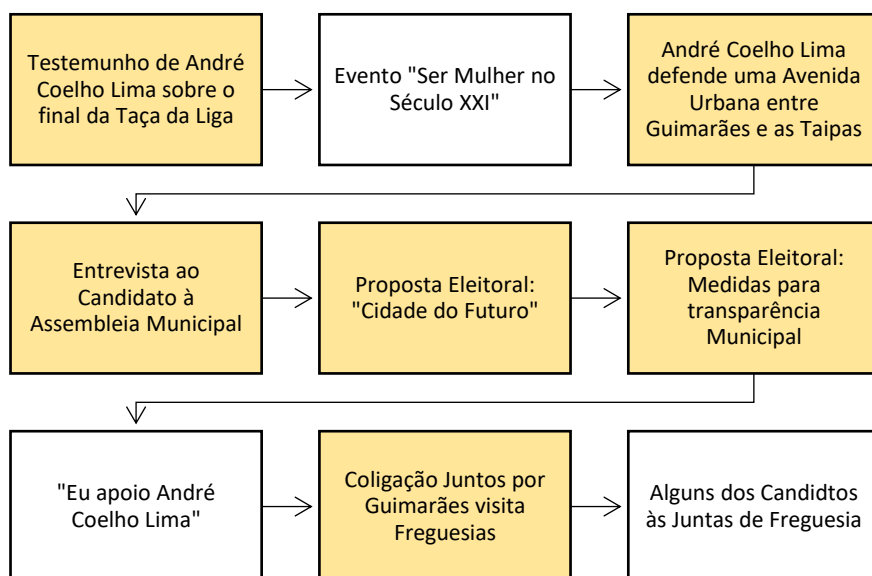 Testemunho de André
Coelho Lima sobre o
final da Taça da Liga
Evento "Ser Mulher no
Século XXI"
André Coelho Lima
defende uma Avenida
Urbana entre
Guimarães e as Taipas
Entrevista ao
Candidato à
Assembleia Municipal
Proposta Eleitoral:
"Cidade do Futuro"
Proposta Eleitoral:
Medidas para
transparência
Municipal
"Eu apoio André
Coelho Lima"
Coligação Juntos por
Guimarães visita
Freguesias
Alguns dos Candidtos
às Juntas de Freguesia